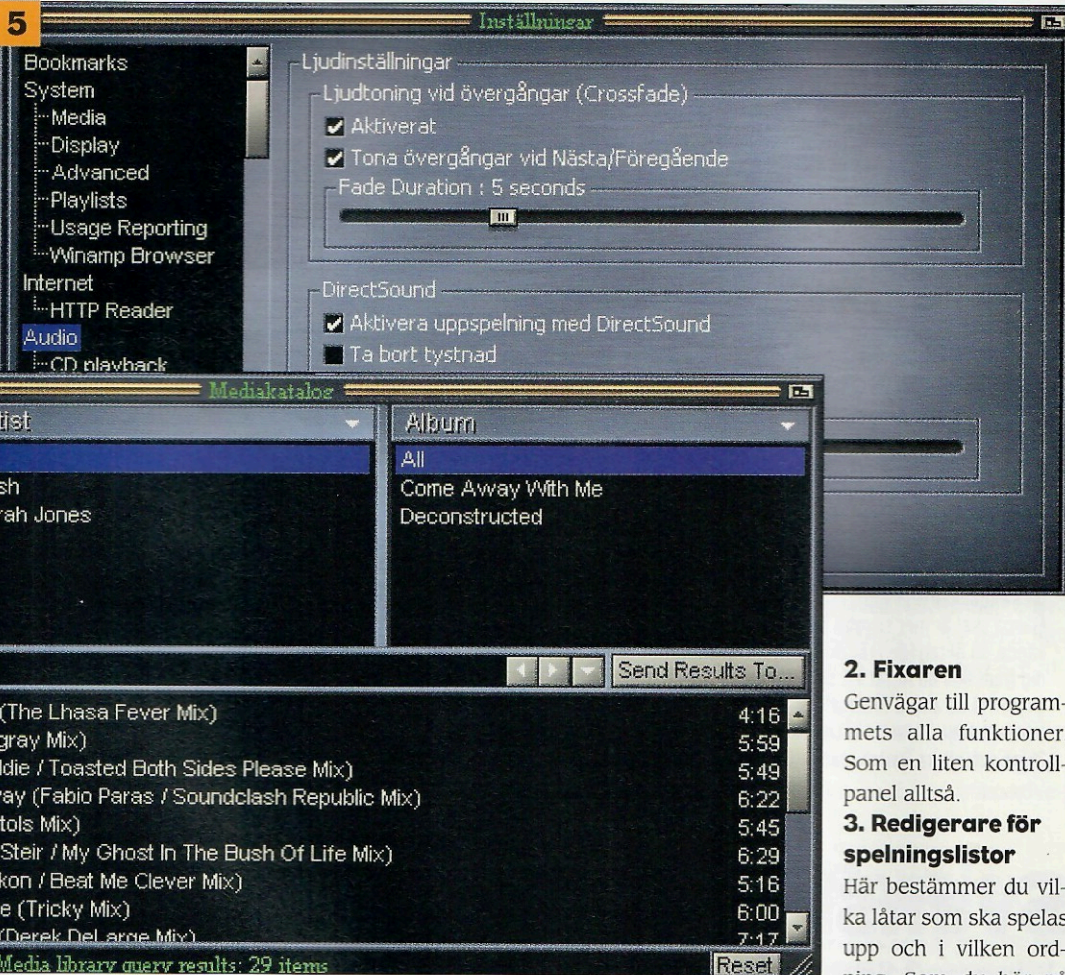 5
Inställningar
Bookmarks
System
Media
Display
Advanced
Playlists
Usage Reporting
Winamp Browser
Internet
HTTP Reader
Audio
CD playback
Ljudinställningar
Ljudtoning vid övergångar (Crossfade)
Aktiverat
Tona övergångar vid Nästa/Föregående
Fade Duration : 5 seconds
DirectSound
Aktivera uppspelning med DirectSound
Ta bort tystnad
Mediakatalog
tist
Album
sh
rah Jones
All
Come Away With Me
Deconstructed
Send Results To...
(The Lhasa Fever Mix) 4:16
gray Mix) 5:59
ldie / Toasted Both Sides Please Mix) 5:49
ay (Fabio Paras / Soundclash Republic Mix) 6:22
tols Mix) 5:45
Steir / My Ghost In The Bush Of Life Mix) 6:29
kon / Beat Me Clever Mix) 5:16
e (Tricky Mix) 6:00
(Derek DeLarge Mix) 7:17
Media library query results: 29 items
Reset
2. Fixaren
Genvägar till program-
mets alla funktioner
Som en liten kontroll-
panel alltså.
3. Redigerare för
spelningslistor
Här bestämmer du vil-
ka låtar som ska spelas
upp och i vilken ord-